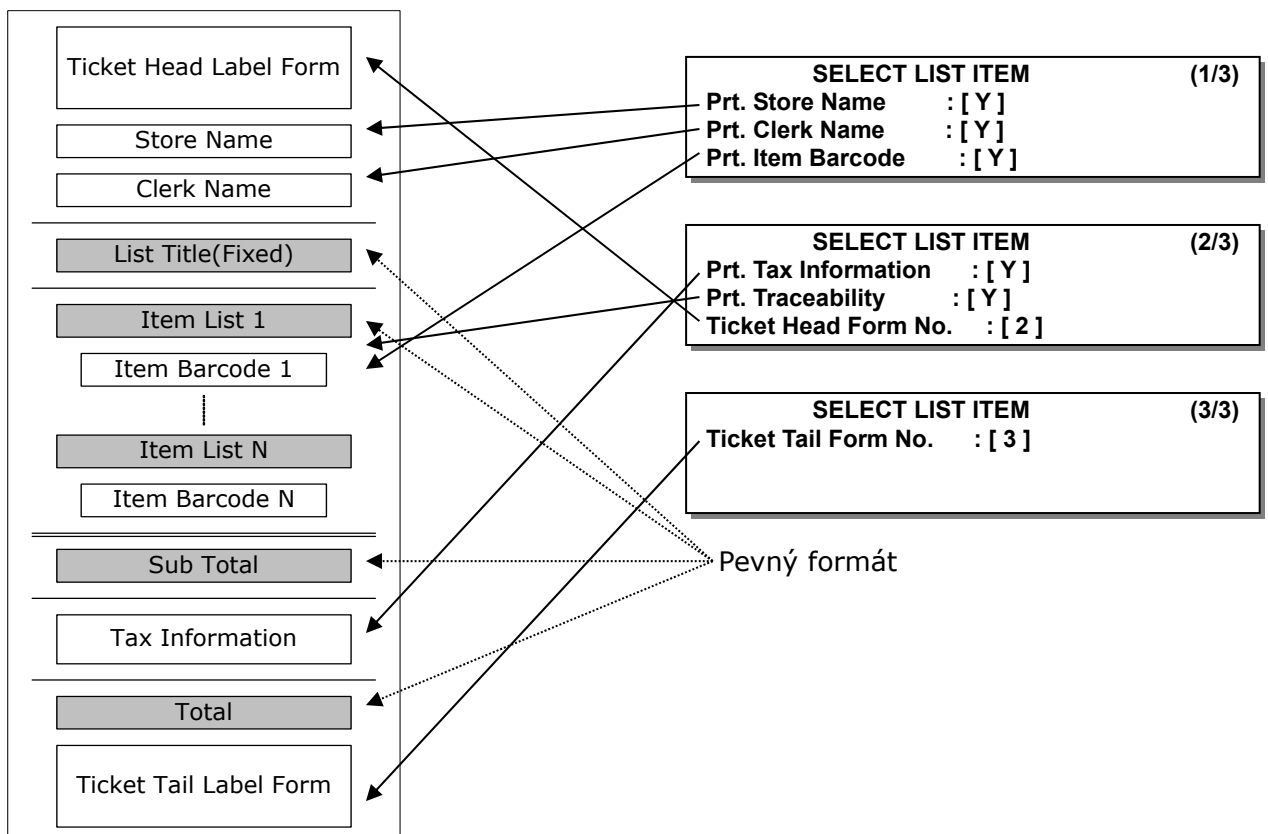 Ticket Head Label Form
Store Name
Clerk Name
List Title(Fixed)
Item List 1
Item Barcode 1
Item List N
Item Barcode N
Sub Total
Tax Information
Total
Ticket Tail Label Form
SELECT LIST ITEM (1/3)
Prt. Store Name : [ Y ]
Prt. Clerk Name : [ Y ]
Prt. Item Barcode : [ Y ]
SELECT LIST ITEM (2/3)
Prt. Tax Information : [ Y ]
Prt. Traceability : [ Y ]
Ticket Head Form No. : [ 2 ]
SELECT LIST ITEM (3/3)
Ticket Tail Form No. : [ 3 ]
Pevný formát